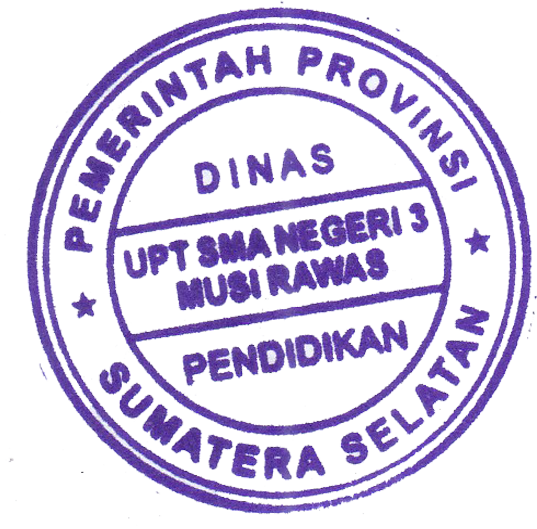 PEMERINTAH PROVINSI
DINAS
UPT SMA NEGERI 3
MUSI RAWAS
PENDIDIKAN
SUMATERA SELATAN